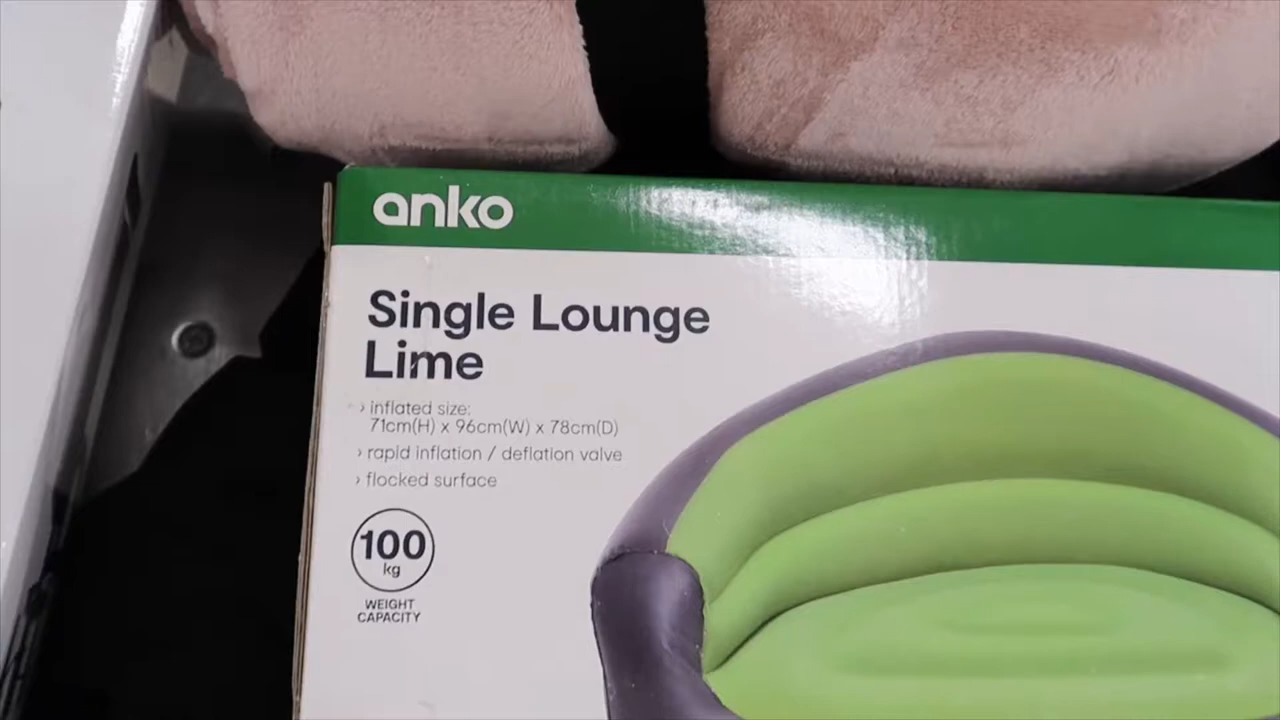 anko
Single Lounge
Lime
› inflated size:
71cm(H) x 96cm(W) x 78cm(D)
› rapid inflation / deflation valve
› flocked surface
100
kg
WEIGHT
CAPACITY